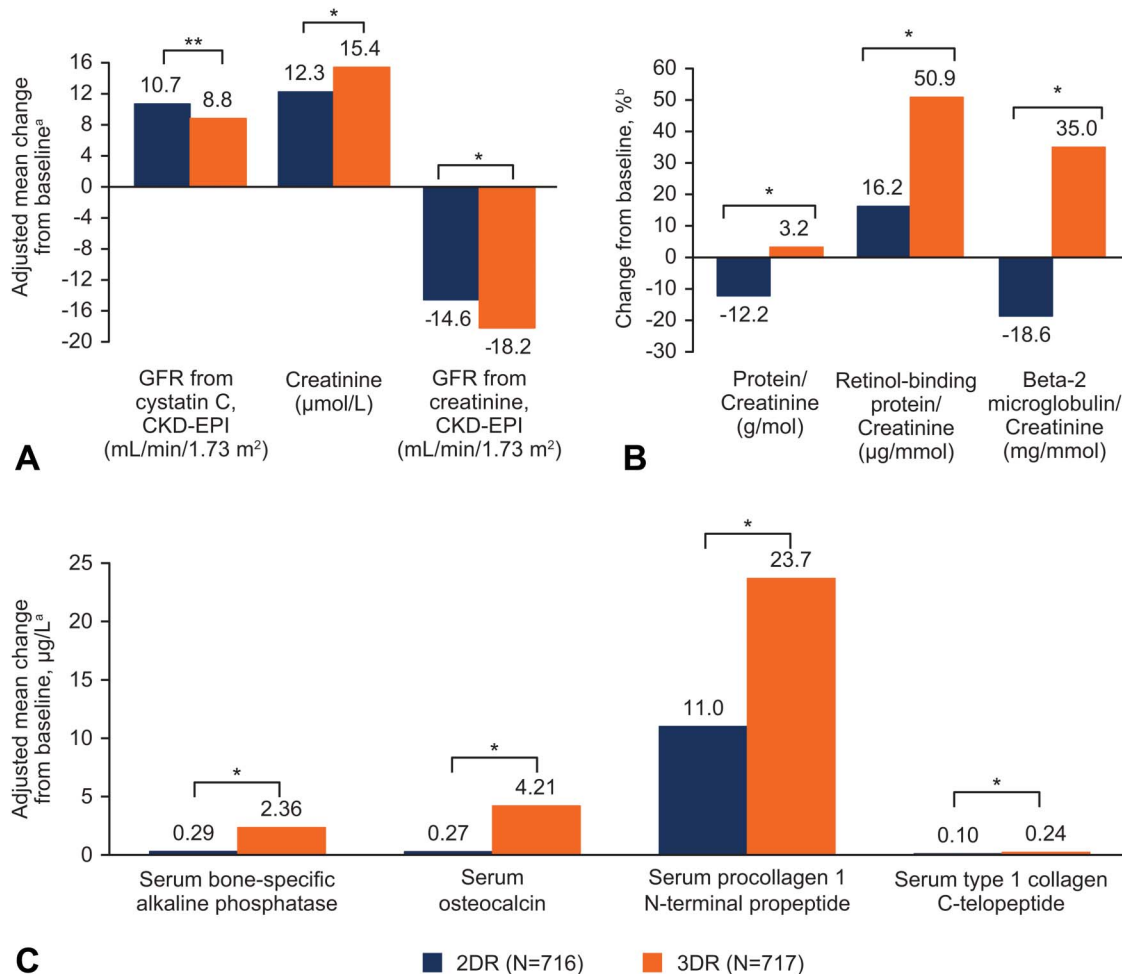 A
Adjusted mean change
from baselineᵃ
16
12
8
4
0
-4
-8
-12
-16
-20
**
10.7
8.8
*
12.3
15.4
*
-14.6
-18.2
GFR from
cystatin C,
CKD-EPI
(mL/min/1.73 m²)
Creatinine
(µmol/L)
GFR from
creatinine,
CKD-EPI
(mL/min/1.73 m²)
B
Change from baseline, %ᵇ
60
50
40
30
20
10
0
-10
-20
-30
*
-12.2
3.2
*
16.2
50.9
*
-18.6
35.0
Protein/
Creatinine
(g/mol)
Retinol-binding
protein/
Creatinine
(µg/mmol)
Beta-2
microglobulin/
Creatinine
(mg/mmol)
C
Adjusted mean change
from baseline, µg/Lᵃ
25
20
15
10
5
0
*
0.29
2.36
*
0.27
4.21
*
11.0
23.7
*
0.10
0.24
Serum bone-specific
alkaline phosphatase
Serum
osteocalcin
Serum procollagen 1
N-terminal propeptide
Serum type 1 collagen
C-telopeptide
2DR (N=716)
3DR (N=717)